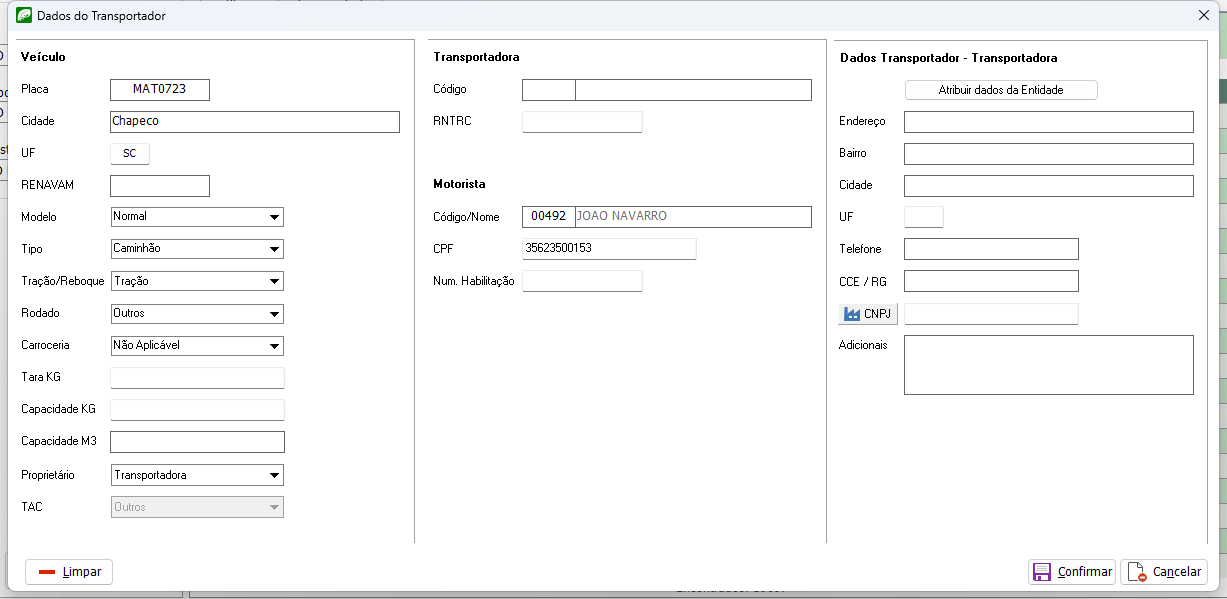 Dados do Transportador
Veículo
Placa MAT0723
Cidade Chapeco
UF SC
RENAVAM
Modelo Normal
Tipo Caminhão
Tração/Reboque Tração
Rodado Outros
Carroceria Não Aplicável
Tara KG
Capacidade KG
Capacidade M3
Proprietário Transportadora
TAC Outros
Transportadora
Código
RNTRC
Motorista
Código/Nome 00492 JOAO NAVARRO
CPF 35623500153
Num. Habilitação
Dados Transportador - Transportadora
Atribuir dados da Entidade
Endereço
Bairro
Cidade
UF
Telefone
CCE / RG
CNPJ
Adicionais
Limpar
Confirmar
Cancelar